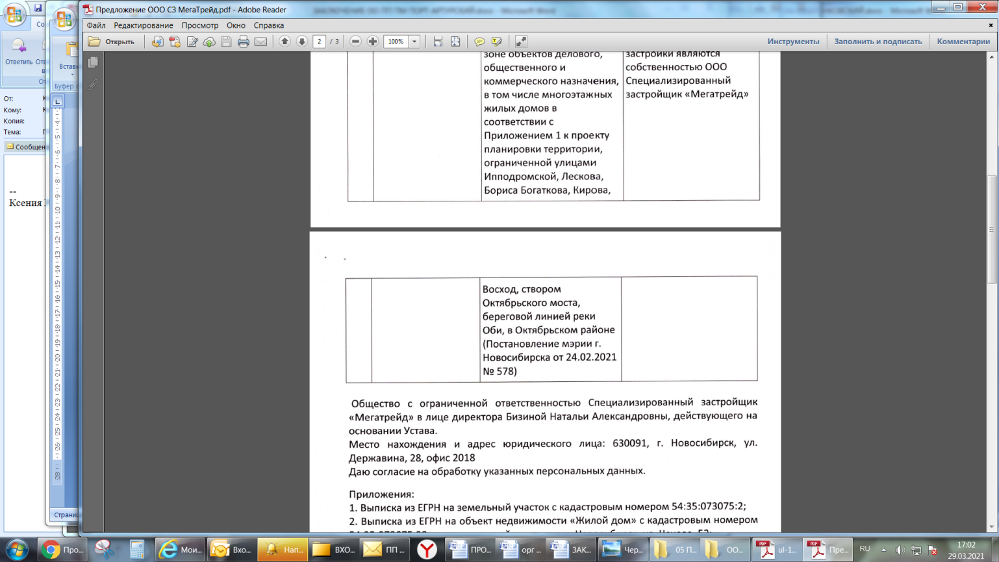 Предложение ООО СЗ МегаТрейд.pdf - Adobe Reader
Файл Редактирование Просмотр Окно Справка
Открыть 2 / 3 100% Инструменты Заполнить и подписать Комментарии
Ответить
Встави
Буфер
От:
Кому:
Копия:
Тема:
Сообщен
--
Ксения
зоне объектов делового,
общественного и
коммерческого назначения,
в том числе многоэтажных
жилых домов в
соответствии с
Приложением 1 к проекту
планировки территории,
ограниченной улицами
Ипподромской, Лескова,
Бориса Богаткова, Кирова,
застройки являются
собственностью ООО
Специализированный
застройщик «Мегатрейд»
Восход, створом
Октябрьского моста,
береговой линией реки
Оби, в Октябрьском районе
(Постановление мэрии г.
Новосибирска от 24.02.2021
№ 578)
Общество с ограниченной ответственностью Специализированный застройщик
«Мегатрейд» в лице директора Бизиной Натальи Александровны, действующего на
основании Устава.
Место нахождения и адрес юридического лица: 630091, г. Новосибирск, ул.
Державина, 28, офис 2018
Даю согласие на обработку указанных персональных данных.
Приложения:
1. Выписка из ЕГРН на земельный участок с кадастровым номером 54:35:073075:2;
2. Выписка из ЕГРН на объект недвижимости «Жилой дом» с кадастровым номером
Страниц
Про... Мои... Вхо... Нап... ВХО... ПП ... ПРО... орг ... ЗАК... Чер... 05 П... ОО... ul-1... Пре... RU 17:02
29.03.2021